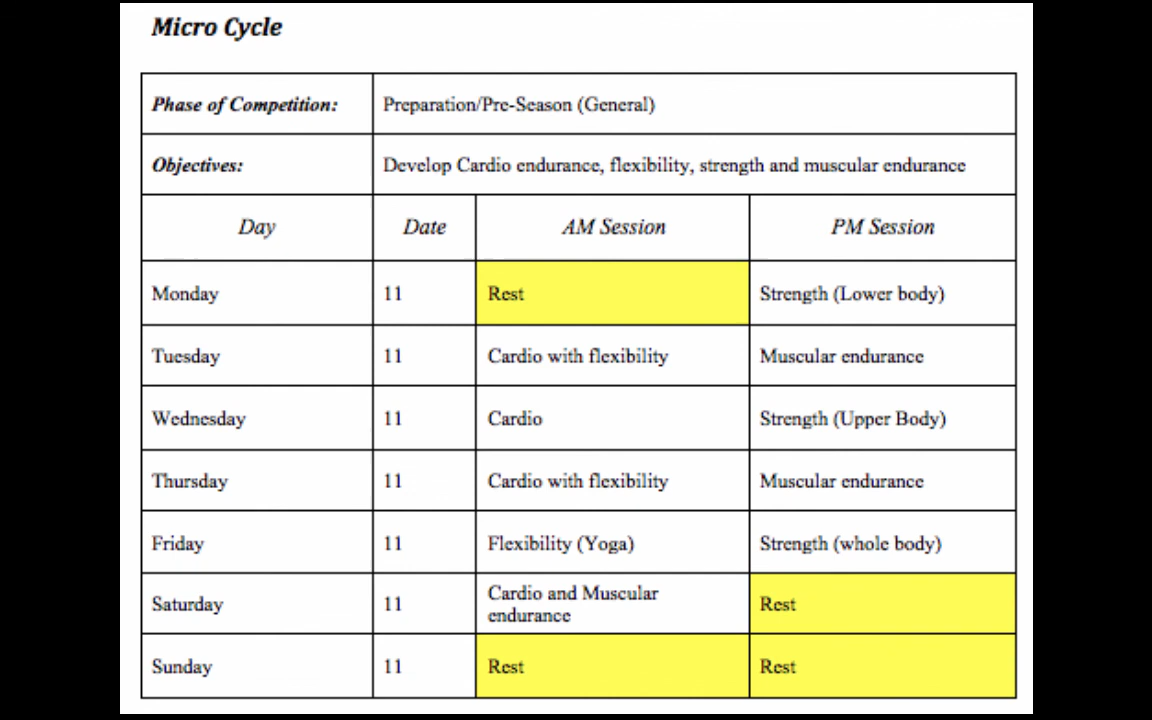 Micro Cycle
Phase of Competition: Preparation/Pre-Season (General)
Objectives: Develop Cardio endurance, flexibility, strength and muscular endurance
Day Date AM Session PM Session
Monday 11 Rest Strength (Lower body)
Tuesday 11 Cardio with flexibility Muscular endurance
Wednesday 11 Cardio Strength (Upper Body)
Thursday 11 Cardio with flexibility Muscular endurance
Friday 11 Flexibility (Yoga) Strength (whole body)
Saturday 11 Cardio and Muscular
endurance Rest
Sunday 11 Rest Rest